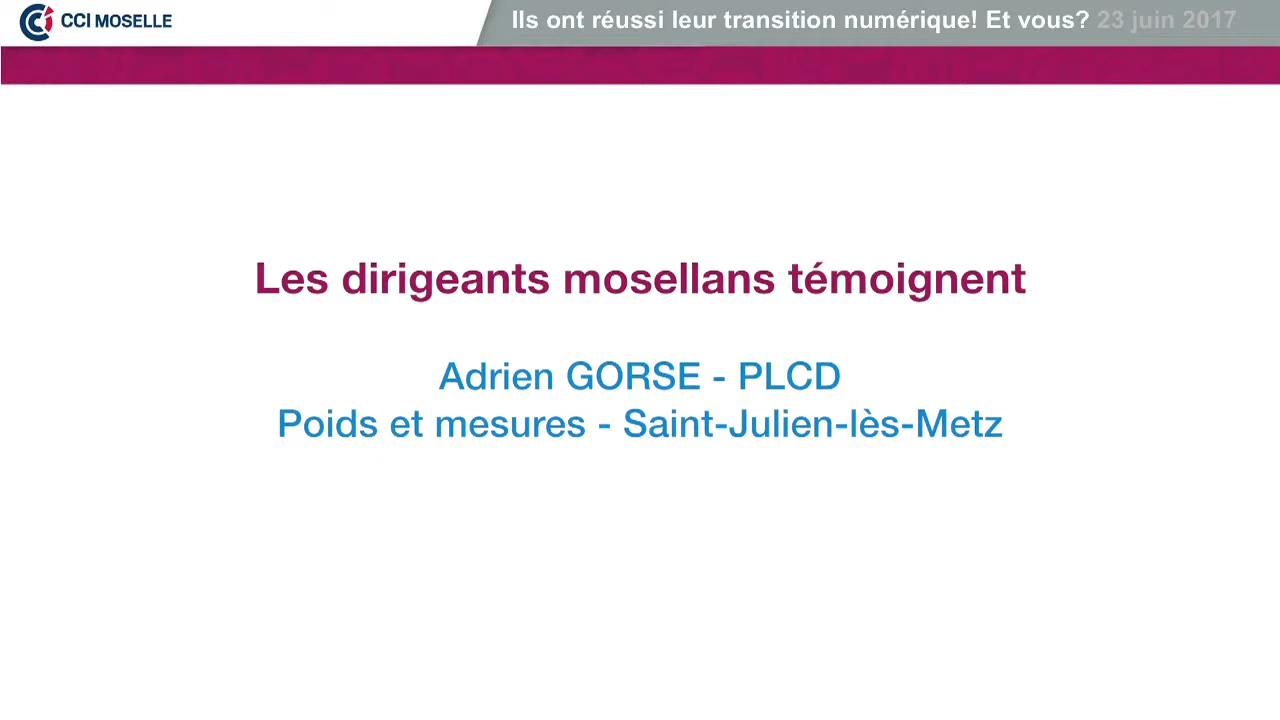 CCI MOSELLE
Ils ont réussi leur transition numérique! Et vous? 23 juin 2017
Les dirigeants mosellans témoignent
Adrien GORSE - PLCD
Poids et mesures - Saint-Julien-lès-Metz